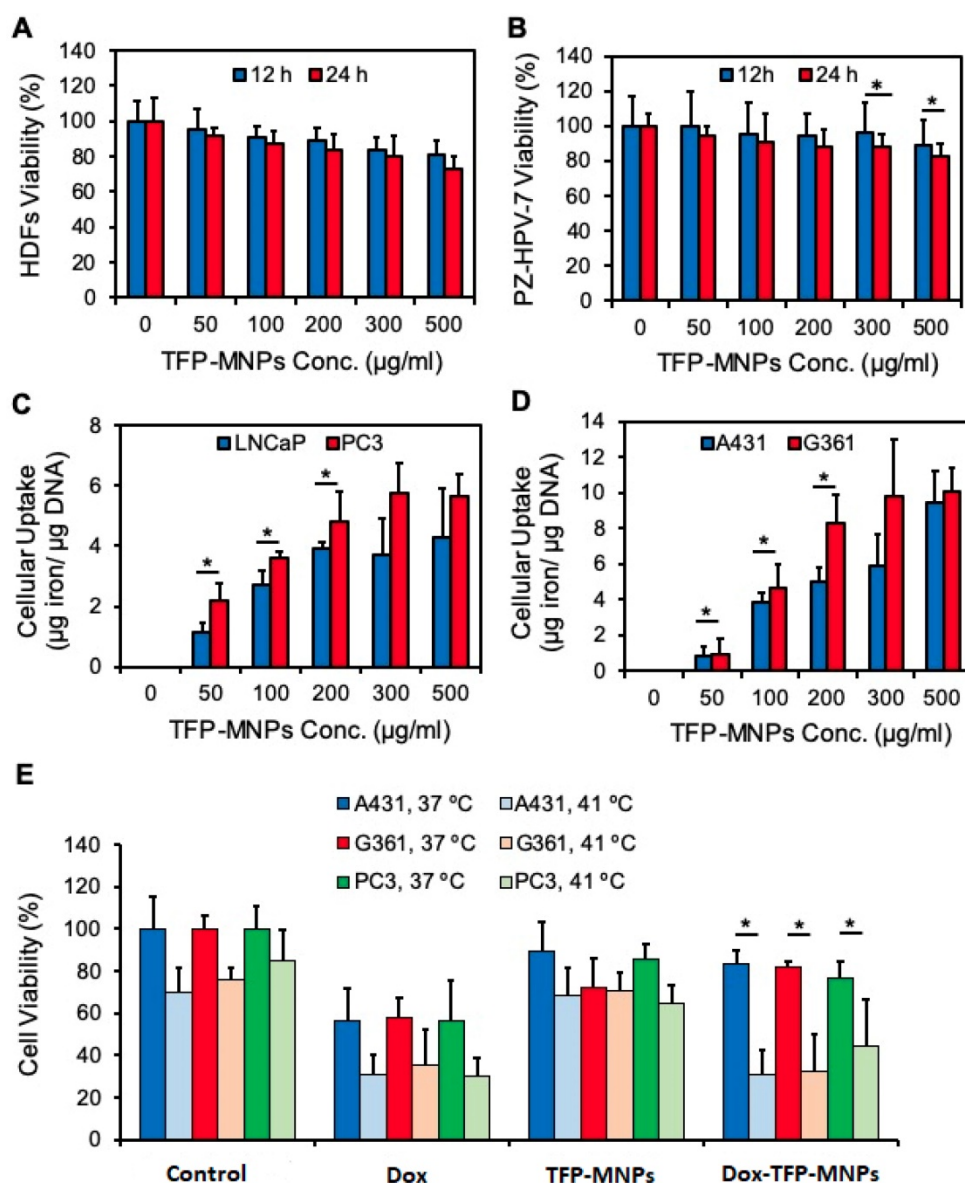 A
140
120
100
80
60
40
20
0
HDFs Viability (%)
12 h 24 h
0 50 100 200 300 500
TFP-MNPs Conc. (µg/ml)
B
140
120
100
80
60
40
20
0
PZ-HPV-7 Viability (%)
12h 24 h
* *
0 50 100 200 300 500
TFP-MNPs Conc. (µg/ml)
C
8
6
4
2
0
Cellular Uptake
(µg iron/ µg DNA)
LNCaP PC3
* * *
0 50 100 200 300 500
TFP-MNPs Conc. (µg/ml)
D
14
12
10
8
6
4
2
0
Cellular Uptake
(µg iron/ µg DNA)
A431 G361
* * *
0 50 100 200 300 500
TFP-MNPs Conc. (µg/ml)
E
A431, 37 ºC A431, 41 ºC
G361, 37 ºC G361, 41 ºC
PC3, 37 ºC PC3, 41 ºC
140
120
100
80
60
40
20
0
Cell Viability (%)
* * *
Control Dox TFP-MNPs Dox-TFP-MNPs